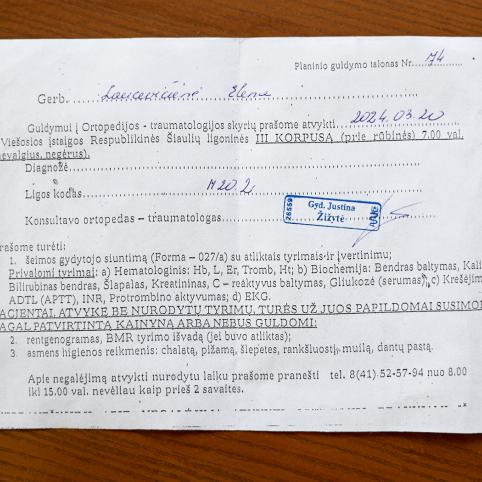 Planinio guldymo talonas Nr. 74
Gerb. Laucevičienė Elena
Guldymui į Ortopedijos - traumatologijos skyrių prašome atvykti 2024.03.20
Viešosios įstaigos Respublikinės Šiaulių ligoninės III KORPUSĄ (prie rūbinės) 7.00 val.
nevalgius, negėrus).
Diagnozė
Ligos kodas M20.2
Gyd. Justina
Žižytė
26559
Konsultavo ortopedas – traumatologas
rašome turėti:
1. šeimos gydytojo siuntimą (Forma – 027/a) su atliktais tyrimais ir įvertinimu;
Privalomi tyrimai: a) Hematologinis: Hb, L, Er, Tromb, Ht; b) Biochemija: Bendras baltymas, Kali
Bilirubinas bendras, Šlapalas, Kreatininas, C – reaktyvus baltymas, Gliukozė (serumas), c) Krešėjim
ADTL (APTT), INR, Protrombino aktyvumas; d) EKG.
PACIENTAI, ATVYKĘ BE NURODYTŲ TYRIMŲ, TURĖS UŽ JUOS PAPILDOMAI SUSIMOK
PAGAL PATVIRTINTĄ KAINYNĄ ARBA NEBUS GULDOMI!
2. rentgenogramas, BMR tyrimo išvadą (jei buvo atliktas);
3. asmens higienos reikmenis: chalatą, pižamą, šlepetes, rankšluostį, muilą, dantų pastą.
Apie negalėjimą atvykti nurodytu laiku prašome pranešti tel. 8(41) 52-57-94 nuo 8.00
iki 15.00 val. nevėliau kaip prieš 2 savaites.